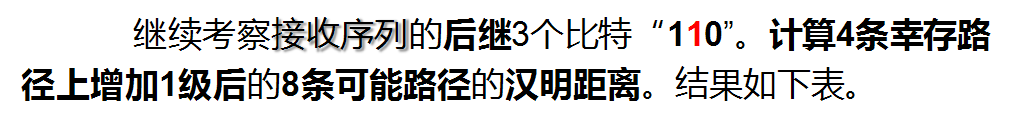 继续考察接收序列的后继3个比特“110”。计算4条幸存路
径上增加1级后的8条可能路径的汉明距离。结果如下表。